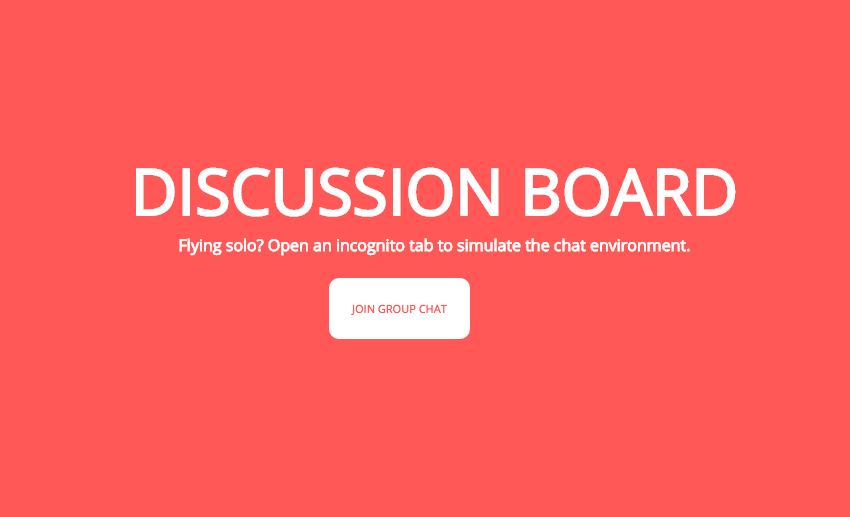 DISCUSSION BOARD
Flying solo? Open an incognito tab to simulate the chat environment.
JOIN GROUP CHAT